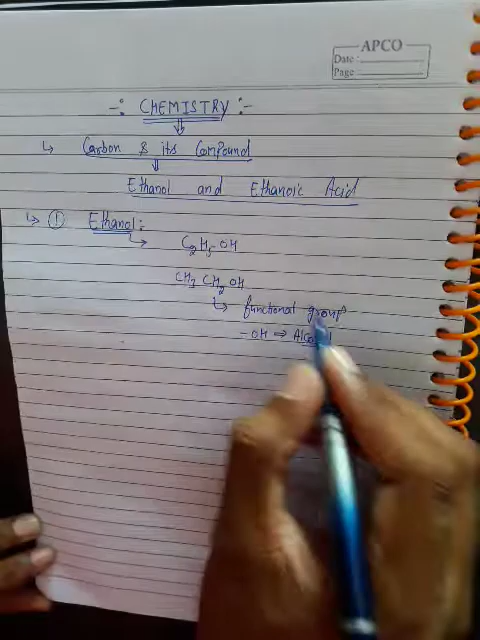 APCO
Date :
Page
-: CHEMISTRY :-
↳ Carbon & its Compound
Ethanol and Ethanoic Acid
↳ ① Ethanol :
C₂H₅-OH
CH₃ CH₂ OH
↳ functional group
-OH ⇒